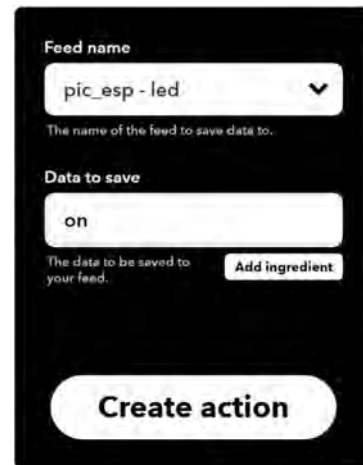 Feed name
pic_esp - led
The name of the feed to save data to.
Data to save
on
The data to be saved to
your feed.
Add ingredient
Create action